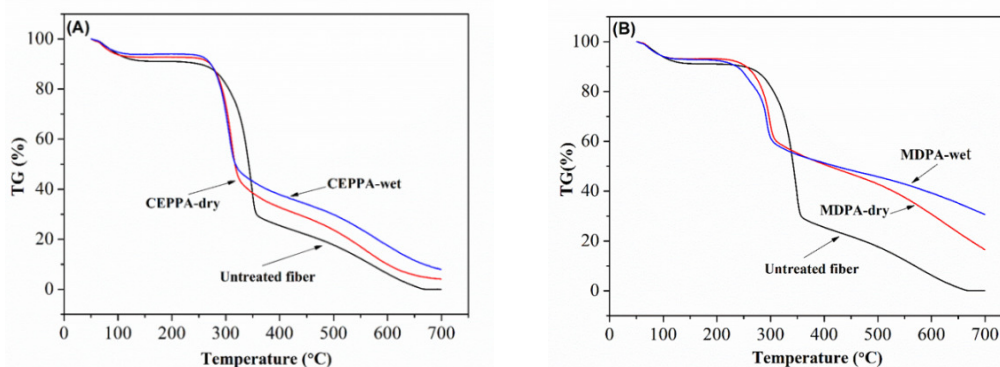 (A)
TG (%)
100
80
60
40
20
0
CEPPA-wet
CEPPA-dry
Untreated fiber
0 100 200 300 400 500 600 700
Temperature (°C)
(B)
TG(%)
100
80
60
40
20
0
MDPA-wet
MDPA-dry
Untreated fiber
0 100 200 300 400 500 600 700
Temperature (°C)